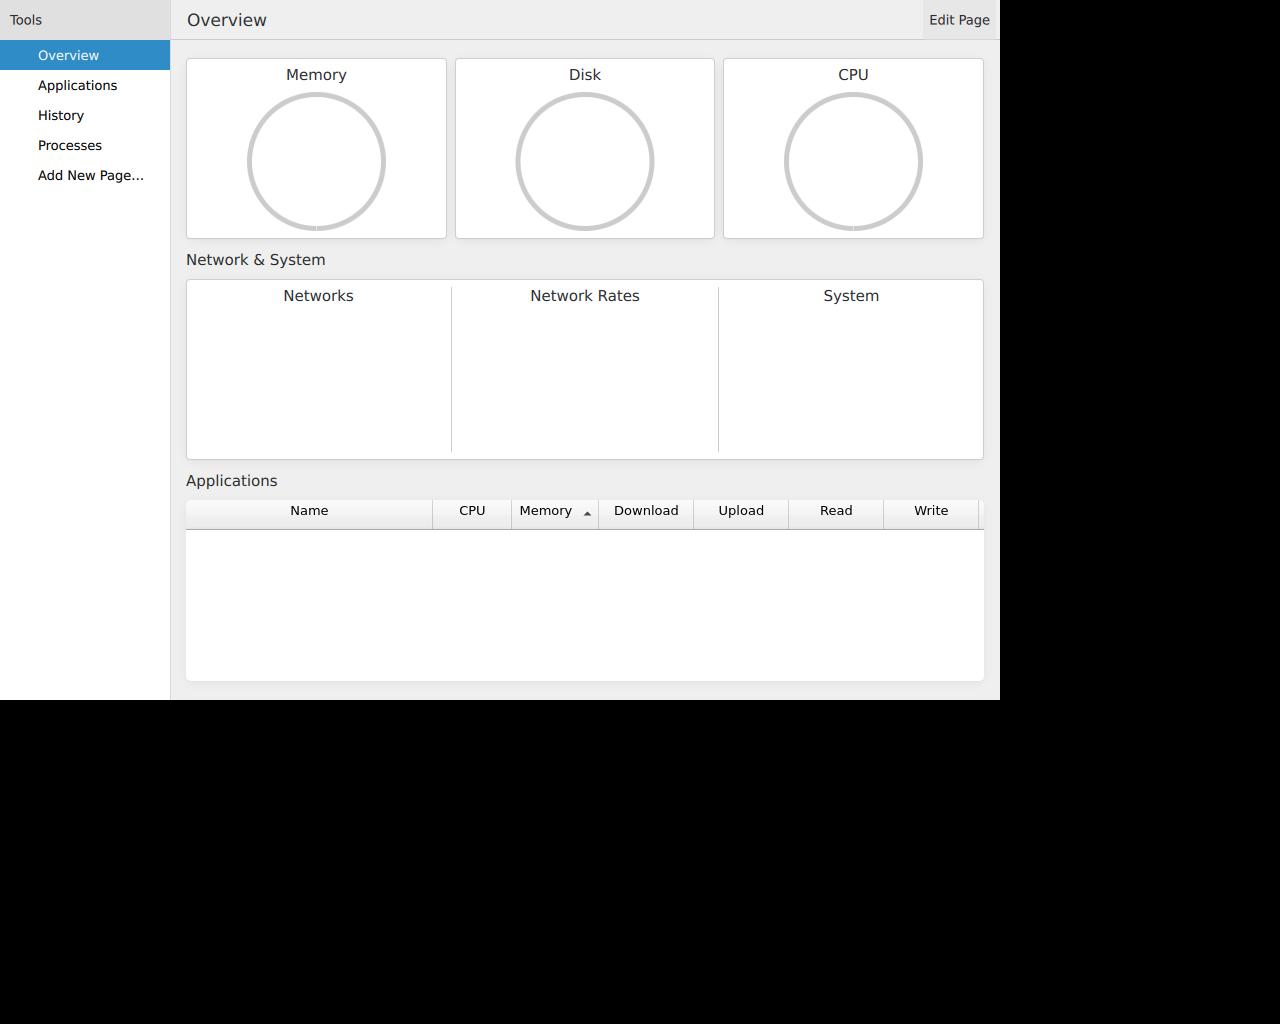 Tools
Overview
Edit Page
Overview
Applications
History
Processes
Add New Page...
Memory
Disk
CPU
Network & System
Networks
Network Rates
System
Applications
Name
CPU
Memory
Download
Upload
Read
Write